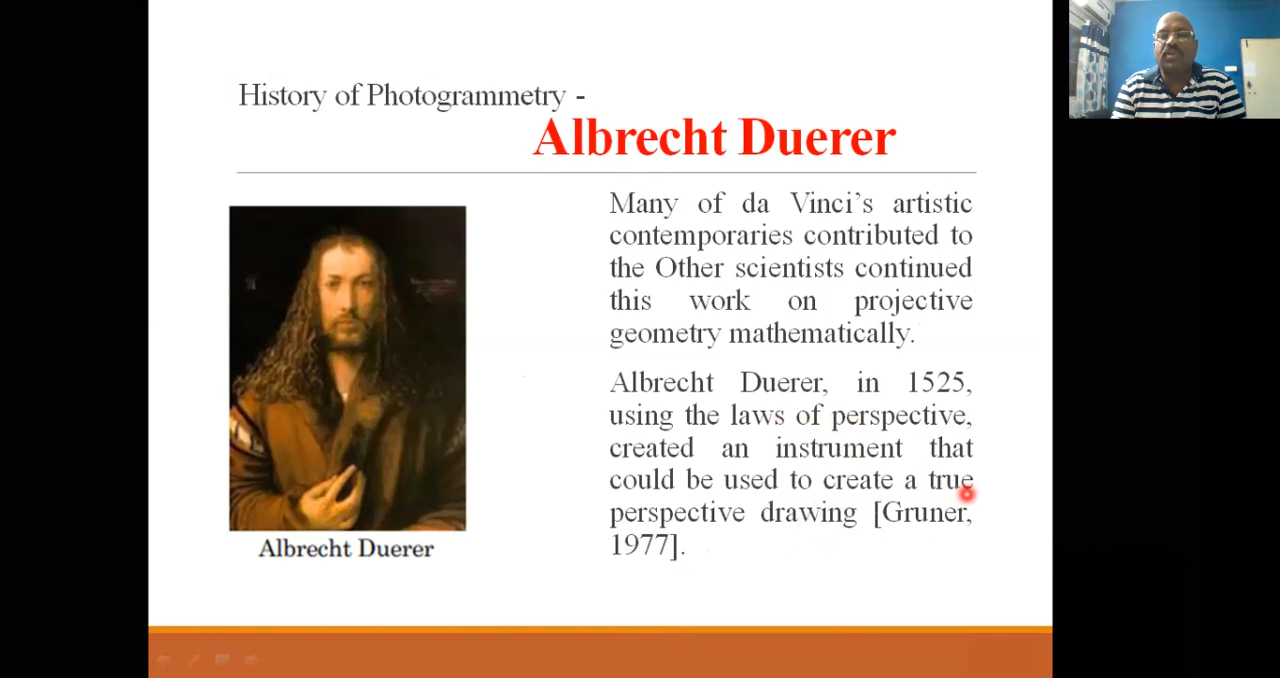 History of Photogrammetry -
Albrecht Duerer
Many of da Vinci's artistic
contemporaries contributed to
the Other scientists continued
this work on projective
geometry mathematically.
Albrecht Duerer, in 1525,
using the laws of perspective,
created an instrument that
could be used to create a true
perspective drawing [Gruner,
1977].
Albrecht Duerer